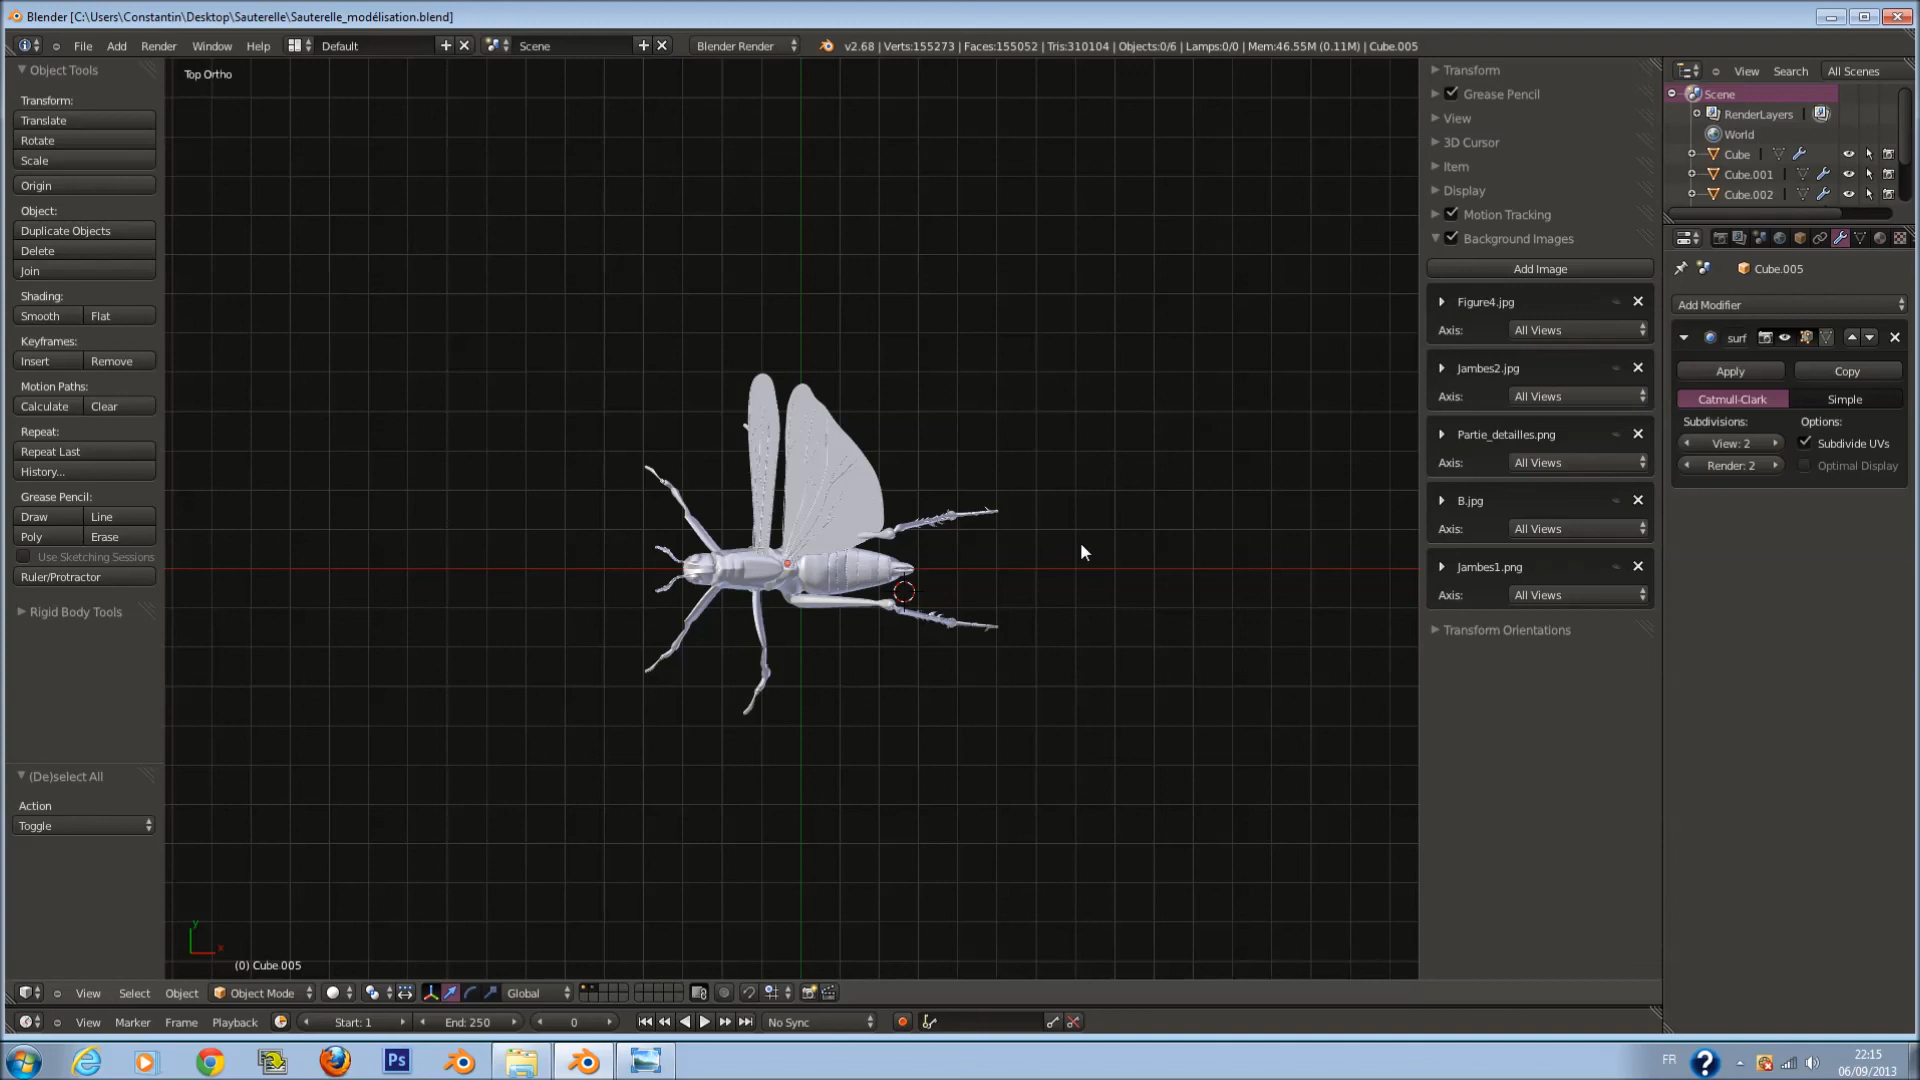 Blender [C:\Users\Constantin\Desktop\Sauterelle\Sauterelle_modélisation.blend]
File Add Render Window Help Default Scene Blender Render v2.68 | Verts:155273 | Faces:155052 | Tris:310104 | Objects:0/6 | Lamps:0/0 | Mem:46.55M (0.11M) | Cube.005
Object Tools
Transform:
Translate
Rotate
Scale
Origin
Object:
Duplicate Objects
Delete
Join
Shading:
Smooth Flat
Keyframes:
Insert Remove
Motion Paths:
Calculate Clear
Repeat:
Repeat Last
History...
Grease Pencil:
Draw Line
Poly Erase
Use Sketching Sessions
Ruler/Protractor
Rigid Body Tools
(De)select All
Action
Toggle
Top Ortho
y
x
(0) Cube.005
Transform
Grease Pencil
View
3D Cursor
Item
Display
Motion Tracking
Background Images
Add Image
Figure4.jpg
Axis: All Views
Jambes2.jpg
Axis: All Views
Partie_detailles.png
Axis: All Views
B.jpg
Axis: All Views
Jambes1.png
Axis: All Views
Transform Orientations
View Search All Scenes
Scene
RenderLayers
World
Cube
Cube.001
Cube.002
Cube.005
Add Modifier
surf
Apply Copy
Catmull-Clark Simple
Subdivisions: Options:
View: 2 Subdivide UVs
Render: 2 Optimal Display
View Select Object Object Mode Global
View Marker Frame Playback Start: 1 End: 250 0 No Sync
Ps
FR
22:15
06/09/2013